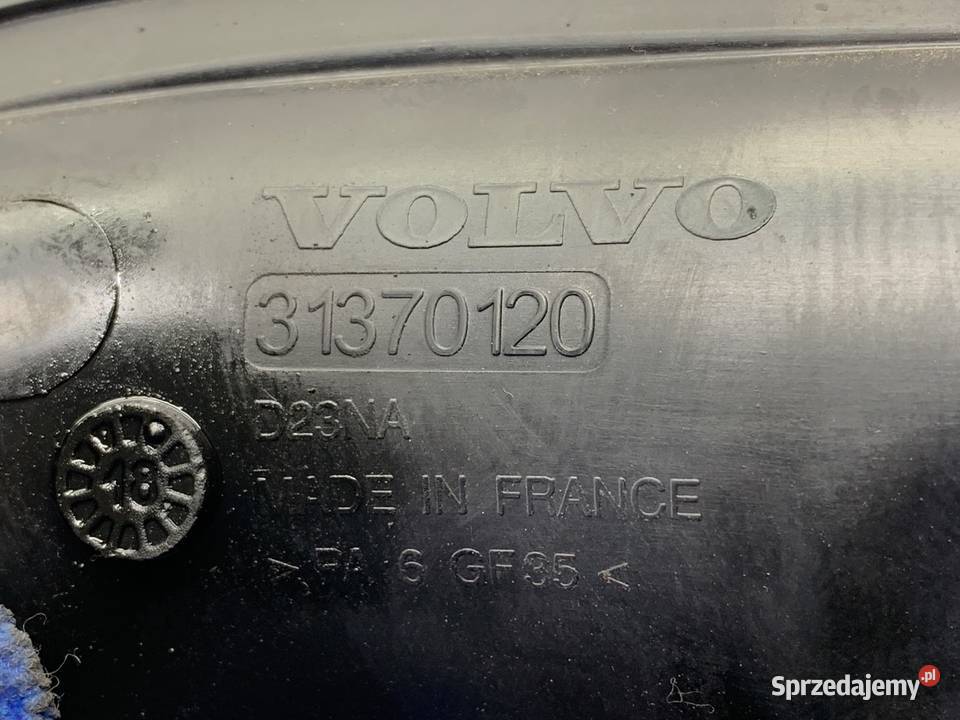 VOLVO
31370120
D23NA
18
MADE IN FRANCE
> PA 6 GF35 <
Sprzedajemy.pl